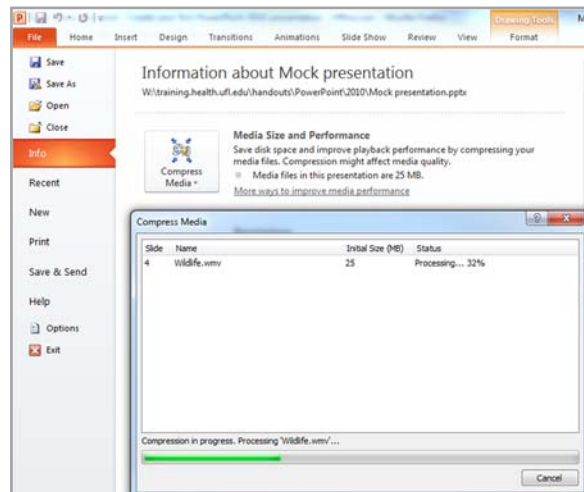 Drawing Tools
File Home Insert Design Transitions Animations Slide Show Review View Format
Save
Save As
Open
Close
Info
Recent
New
Print
Save & Send
Help
Options
Exit
Information about Mock presentation
W:\training.health.ufl.edu\handouts\PowerPoint\2010\Mock presentation.pptx
Compress
Media
Media Size and Performance
Save disk space and improve playback performance by compressing your
media files. Compression might affect media quality.
Media files in this presentation are 25 MB.
More ways to improve media performance
Compress Media
Slide Name Initial Size (MB) Status
4 Wildlife.wmv 25 Processing... 32%
Compression in progress. Processing 'Wildlife.wmv'...
Cancel